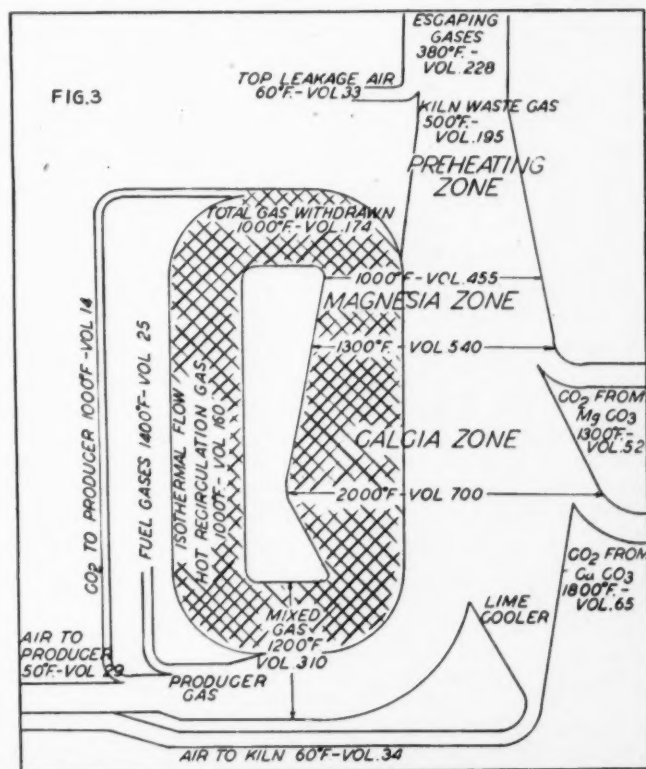 FIG.3
ESCAPING
GASES
380°F.-
VOL.228
TOP LEAKAGE AIR
60°F.-VOL.33
KILN WASTE GAS
500°F.-
VOL.195
PREHEATING
ZONE
TOTAL GAS WITHDRAWN
1000°F.-VOL.174
1000°F-VOL.455
MAGNESIA ZONE
1300°F.- VOL.540
CO2 TO PRODUCER 1000°F.-VOL 14
FUEL GASES 1400°F-VOL 25
ISOTHERMAL FLOW
HOT RECIRCULATION GAS.
1000°F.- VOL 160
CO2 FROM
Mg CO3
1300°F.-
VOL.52
CALCIA ZONE
2000°F-VOL 700
CO2 FROM
Ca CO3
1800°F.-
VOL.65
LIME
COOLER
MIXED
GAS
1200°F
VOL.310
AIR TO
PRODUCER
50°F.-VOL 29
PRODUCER
GAS
AIR TO KILN 60°F.-VOL.34